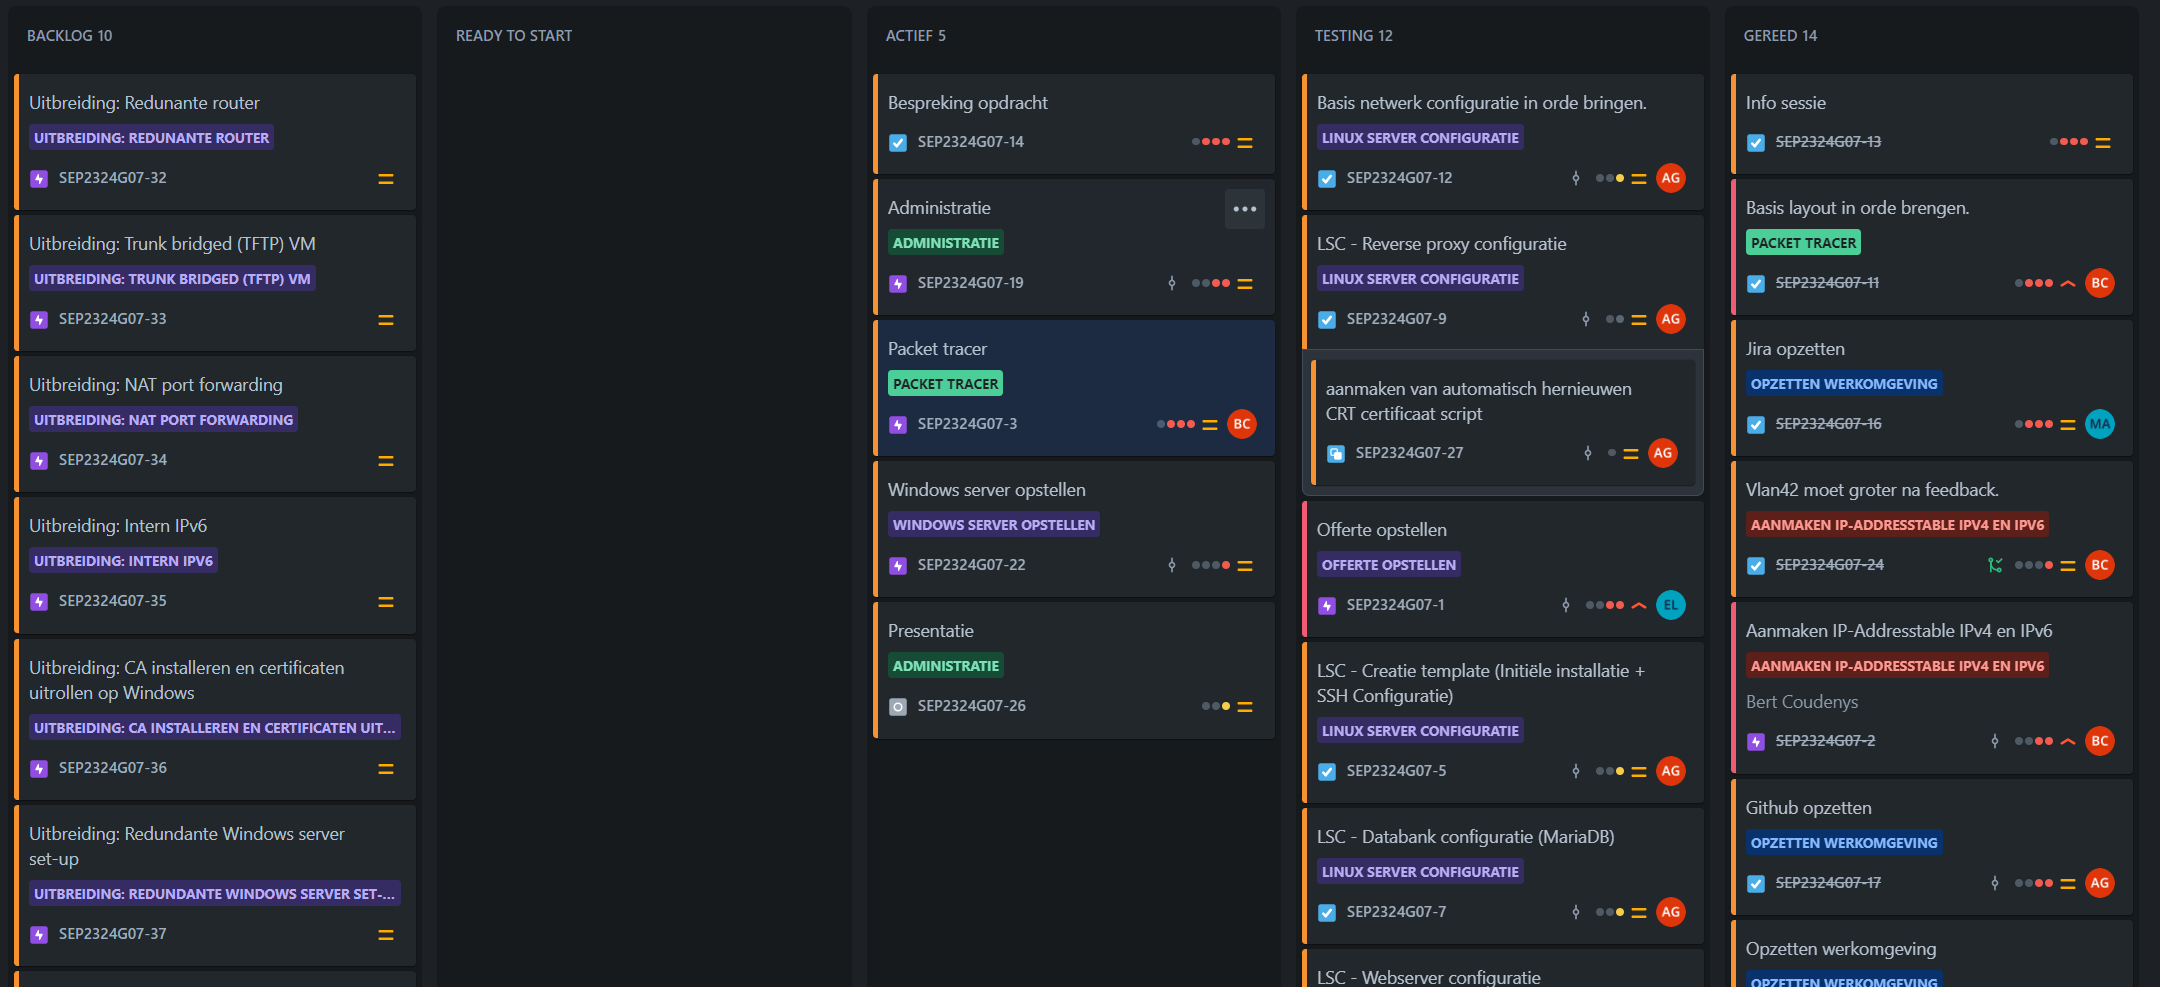 BACKLOG 10
Uitbreiding: Redunante router
UITBREIDING: REDUNANTE ROUTER
SEP2324G07-32
Uitbreiding: Trunk bridged (TFTP) VM
UITBREIDING: TRUNK BRIDGED (TFTP) VM
SEP2324G07-33
Uitbreiding: NAT port forwarding
UITBREIDING: NAT PORT FORWARDING
SEP2324G07-34
Uitbreiding: Intern IPv6
UITBREIDING: INTERN IPV6
SEP2324G07-35
Uitbreiding: CA installeren en certificaten
uitrollen op Windows
UITBREIDING: CA INSTALLEREN EN CERTIFICATEN UIT...
SEP2324G07-36
Uitbreiding: Redundante Windows server
set-up
UITBREIDING: REDUNDANTE WINDOWS SERVER SET-...
SEP2324G07-37
READY TO START
ACTIEF 5
Bespreking opdracht
SEP2324G07-14
Administratie
ADMINISTRATIE
SEP2324G07-19
Packet tracer
PACKET TRACER
SEP2324G07-3
BC
Windows server opstellen
WINDOWS SERVER OPSTELLEN
SEP2324G07-22
Presentatie
ADMINISTRATIE
SEP2324G07-26
TESTING 12
Basis netwerk configuratie in orde bringen.
LINUX SERVER CONFIGURATIE
SEP2324G07-12
AG
LSC - Reverse proxy configuratie
LINUX SERVER CONFIGURATIE
SEP2324G07-9
AG
aanmaken van automatisch hernieuwen
CRT certificaat script
SEP2324G07-27
AG
Offerte opstellen
OFFERTE OPSTELLEN
SEP2324G07-1
EL
LSC - Creatie template (Initiële installatie +
SSH Configuratie)
LINUX SERVER CONFIGURATIE
SEP2324G07-5
AG
LSC - Databank configuratie (MariaDB)
LINUX SERVER CONFIGURATIE
SEP2324G07-7
AG
LSC - Webserver configuratie
GEREED 14
Info sessie
SEP2324G07-13
Basis layout in orde brengen.
PACKET TRACER
SEP2324G07-11
BC
Jira opzetten
OPZETTEN WERKOMGEVING
SEP2324G07-16
MA
Vlan42 moet groter na feedback.
AANMAKEN IP-ADDRESSTABLE IPV4 EN IPV6
SEP2324G07-24
BC
Aanmaken IP-Addresstable IPv4 en IPv6
AANMAKEN IP-ADDRESSTABLE IPV4 EN IPV6
Bert Coudenys
SEP2324G07-2
BC
Github opzetten
OPZETTEN WERKOMGEVING
SEP2324G07-17
AG
Opzetten werkomgeving
OPZETTEN WERKOMGEVING